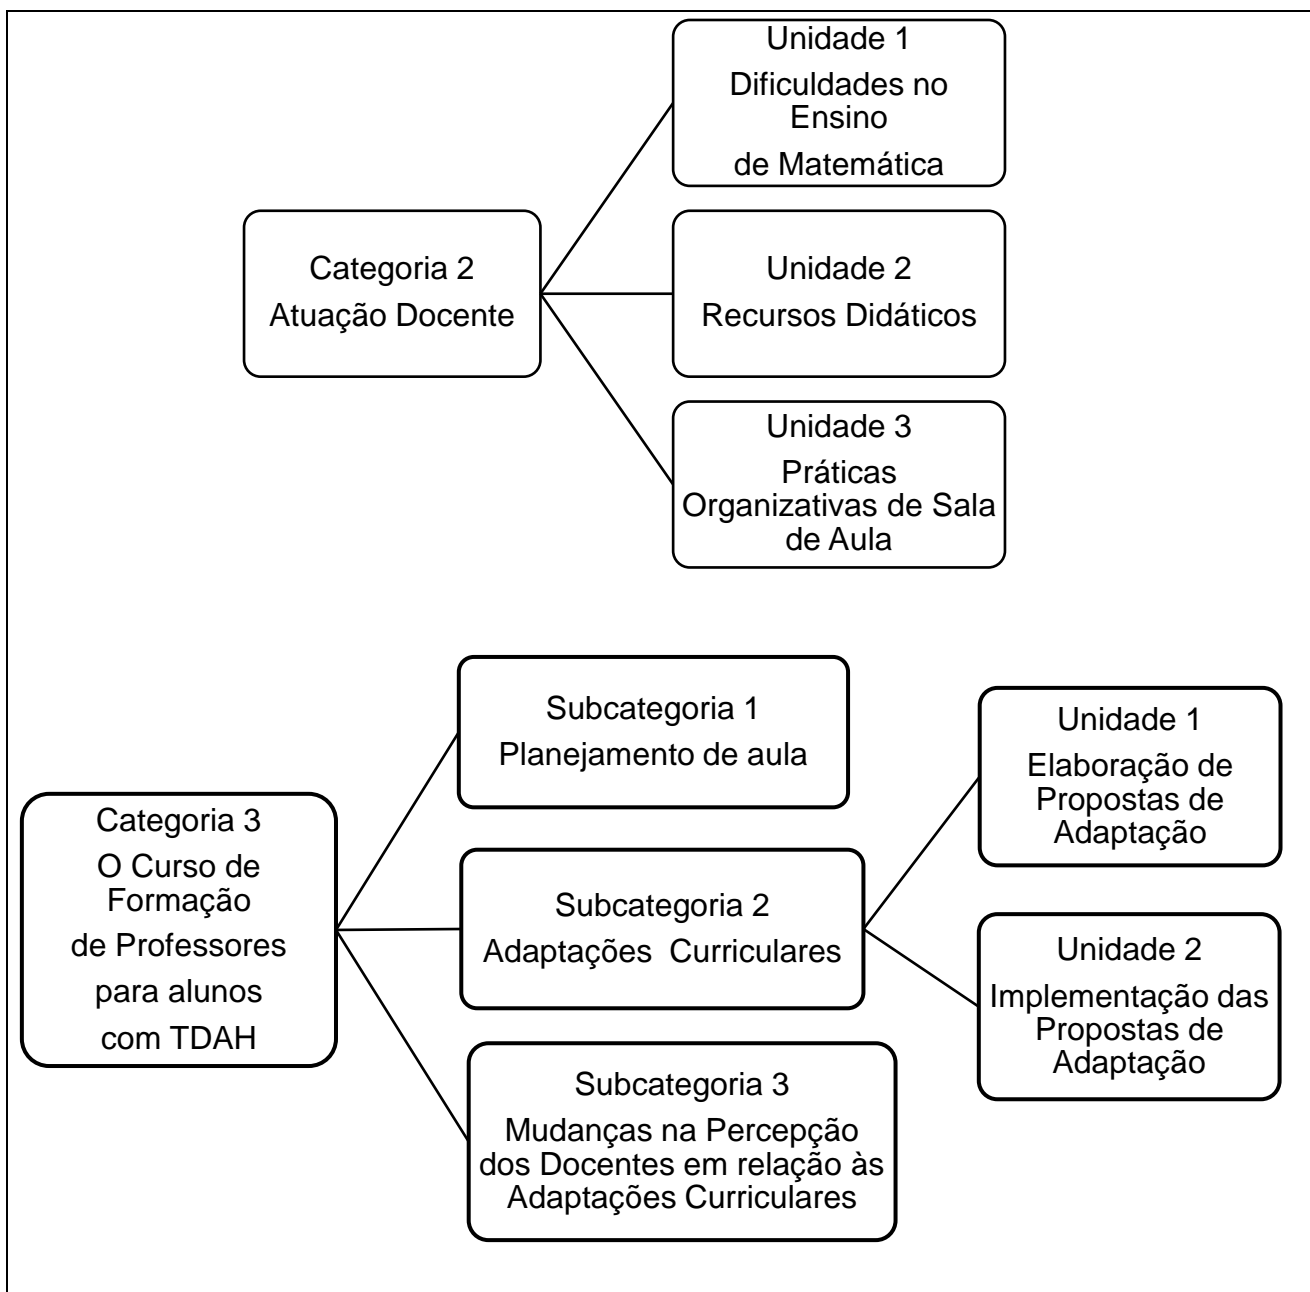 Unidade 1
Dificuldades no
Ensino
de Matemática
Categoria 2
Atuação Docente
Unidade 2
Recursos Didáticos
Unidade 3
Práticas
Organizativas de Sala
de Aula
Categoria 3
O Curso de
Formação
de Professores
para alunos
com TDAH
Subcategoria 1
Planejamento de aula
Subcategoria 2
Adaptações Curriculares
Subcategoria 3
Mudanças na Percepção
dos Docentes em relação às
Adaptações Curriculares
Unidade 1
Elaboração de
Propostas de
Adaptação
Unidade 2
Implementação das
Propostas de
Adaptação